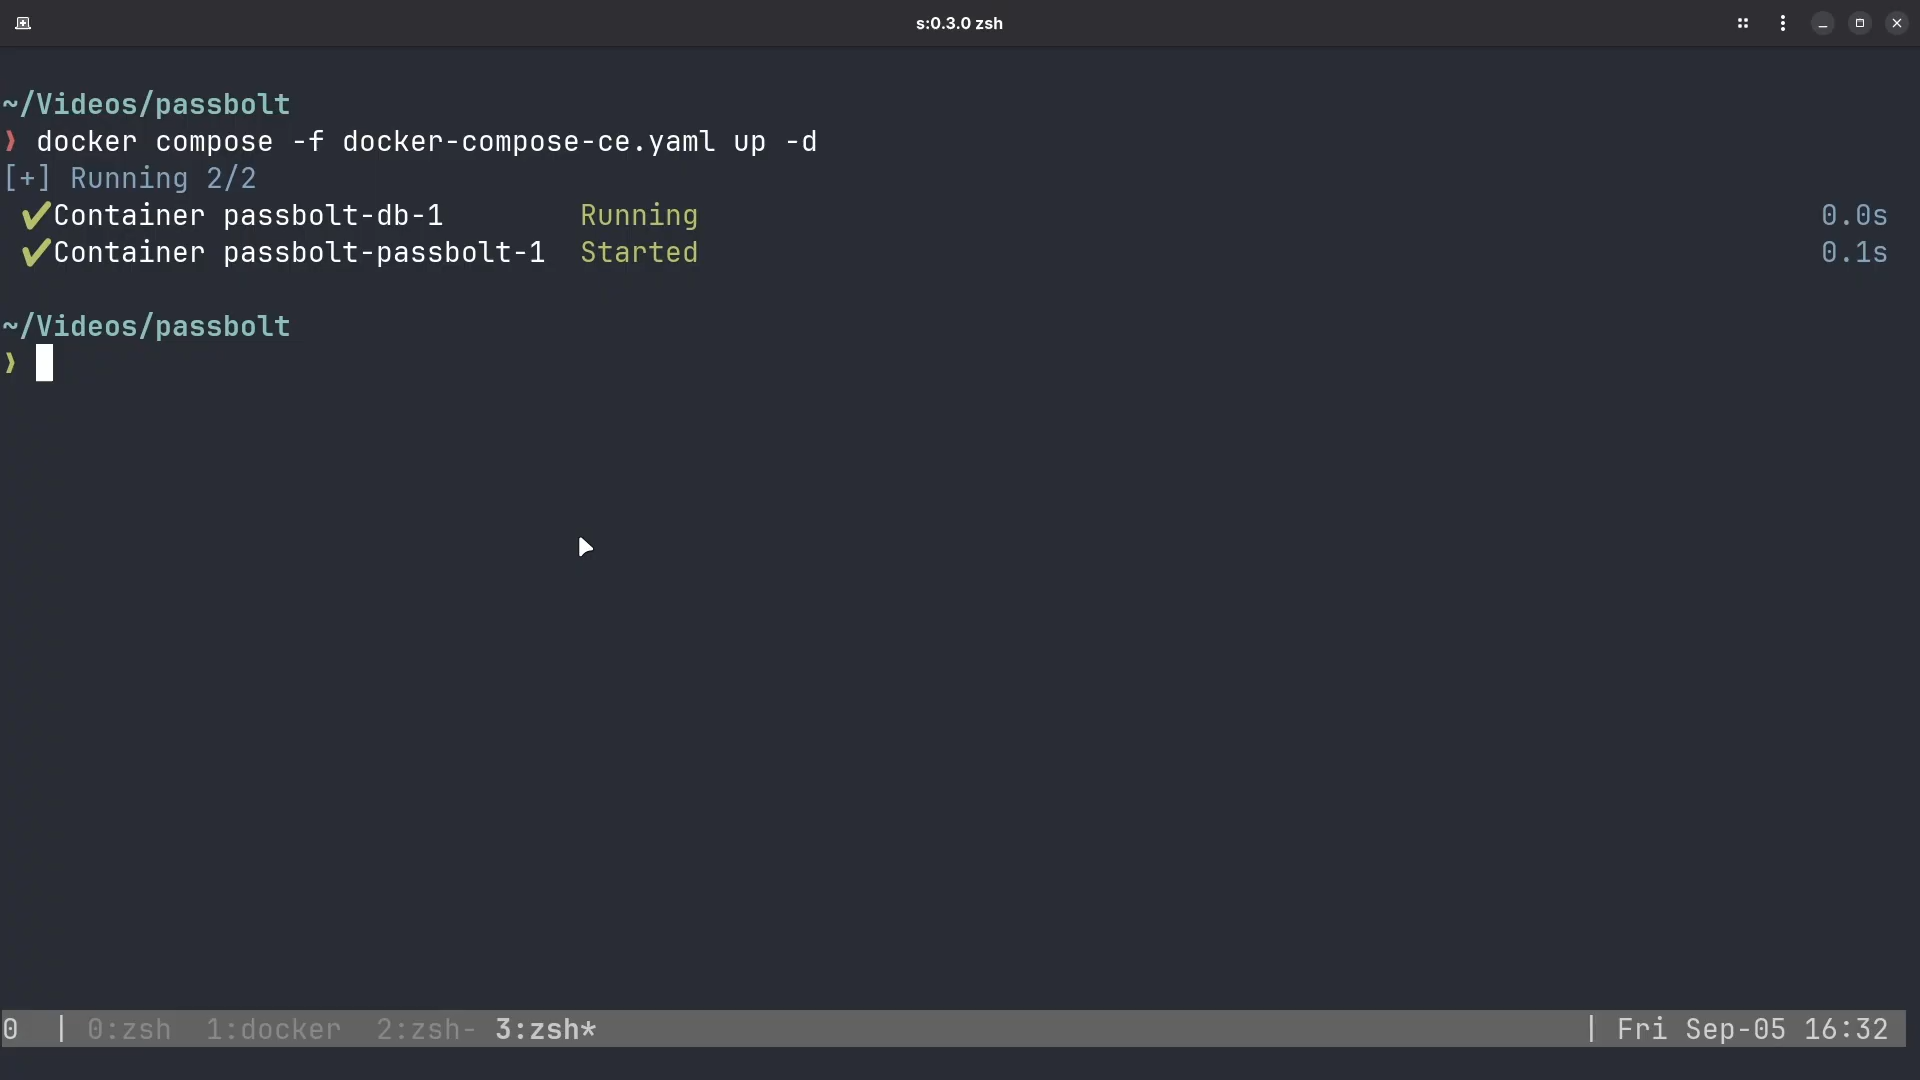 s:0.3.0 zsh
~/Videos/passbolt
❯ docker compose -f docker-compose-ce.yaml up -d
[+] Running 2/2
✔Container passbolt-db-1 Running 0.0s
✔Container passbolt-passbolt-1 Started 0.1s
~/Videos/passbolt
❯
0 | 0:zsh 1:docker 2:zsh- 3:zsh* | Fri Sep-05 16:32